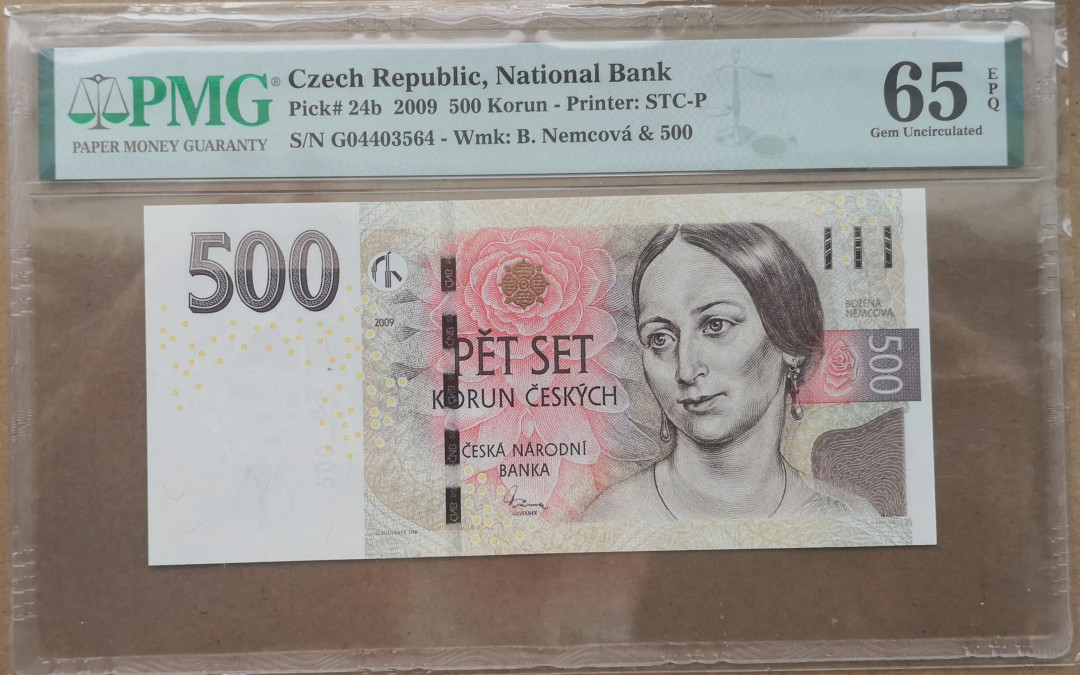 PMG®
PAPER MONEY GUARANTY
Czech Republic, National Bank
Pick# 24b 2009 500 Korun - Printer: STC-P
S/N G04403564 - Wmk: B. Nemcová & 500
65
EPQ
Gem Uncirculated
500
2009
PĚT SET
KORUN ČESKÝCH
ČESKÁ NÁRODNÍ
BANKA
GUVERNÉR
BOŽENA
NĚMCOVÁ
500